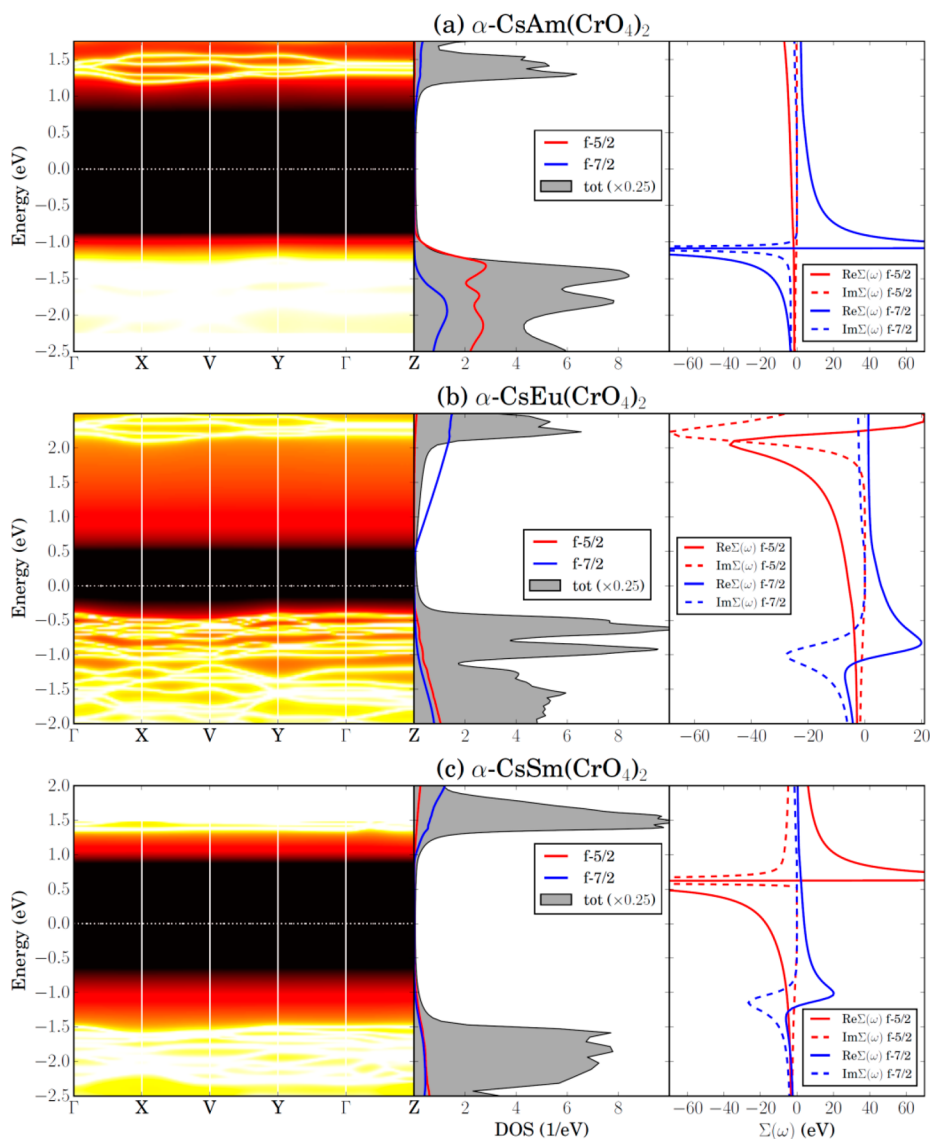 (a) α-CsAm(CrO₄)₂
Energy (eV)
1.5
1.0
0.5
0.0
−0.5
−1.0
−1.5
−2.0
−2.5
Γ X V Y Γ Z
f-5/2
f-7/2
tot (×0.25)
2 4 6 8
ReΣ(ω) f-5/2
ImΣ(ω) f-5/2
ReΣ(ω) f-7/2
ImΣ(ω) f-7/2
−60 −40 −20 0 20 40 60
(b) α-CsEu(CrO₄)₂
Energy (eV)
2.0
1.5
1.0
0.5
0.0
−0.5
−1.0
−1.5
−2.0
Γ X V Y Γ Z
f-5/2
f-7/2
tot (×0.25)
2 4 6 8
ReΣ(ω) f-5/2
ImΣ(ω) f-5/2
ReΣ(ω) f-7/2
ImΣ(ω) f-7/2
−60 −40 −20 0 20
(c) α-CsSm(CrO₄)₂
Energy (eV)
2.0
1.5
1.0
0.5
0.0
−0.5
−1.0
−1.5
−2.0
−2.5
Γ X V Y Γ Z
f-5/2
f-7/2
tot (×0.25)
2 4 6 8
DOS (1/eV)
ReΣ(ω) f-5/2
ImΣ(ω) f-5/2
ReΣ(ω) f-7/2
ImΣ(ω) f-7/2
−60 −40 −20 0 20 40 60
Σ(ω) (eV)